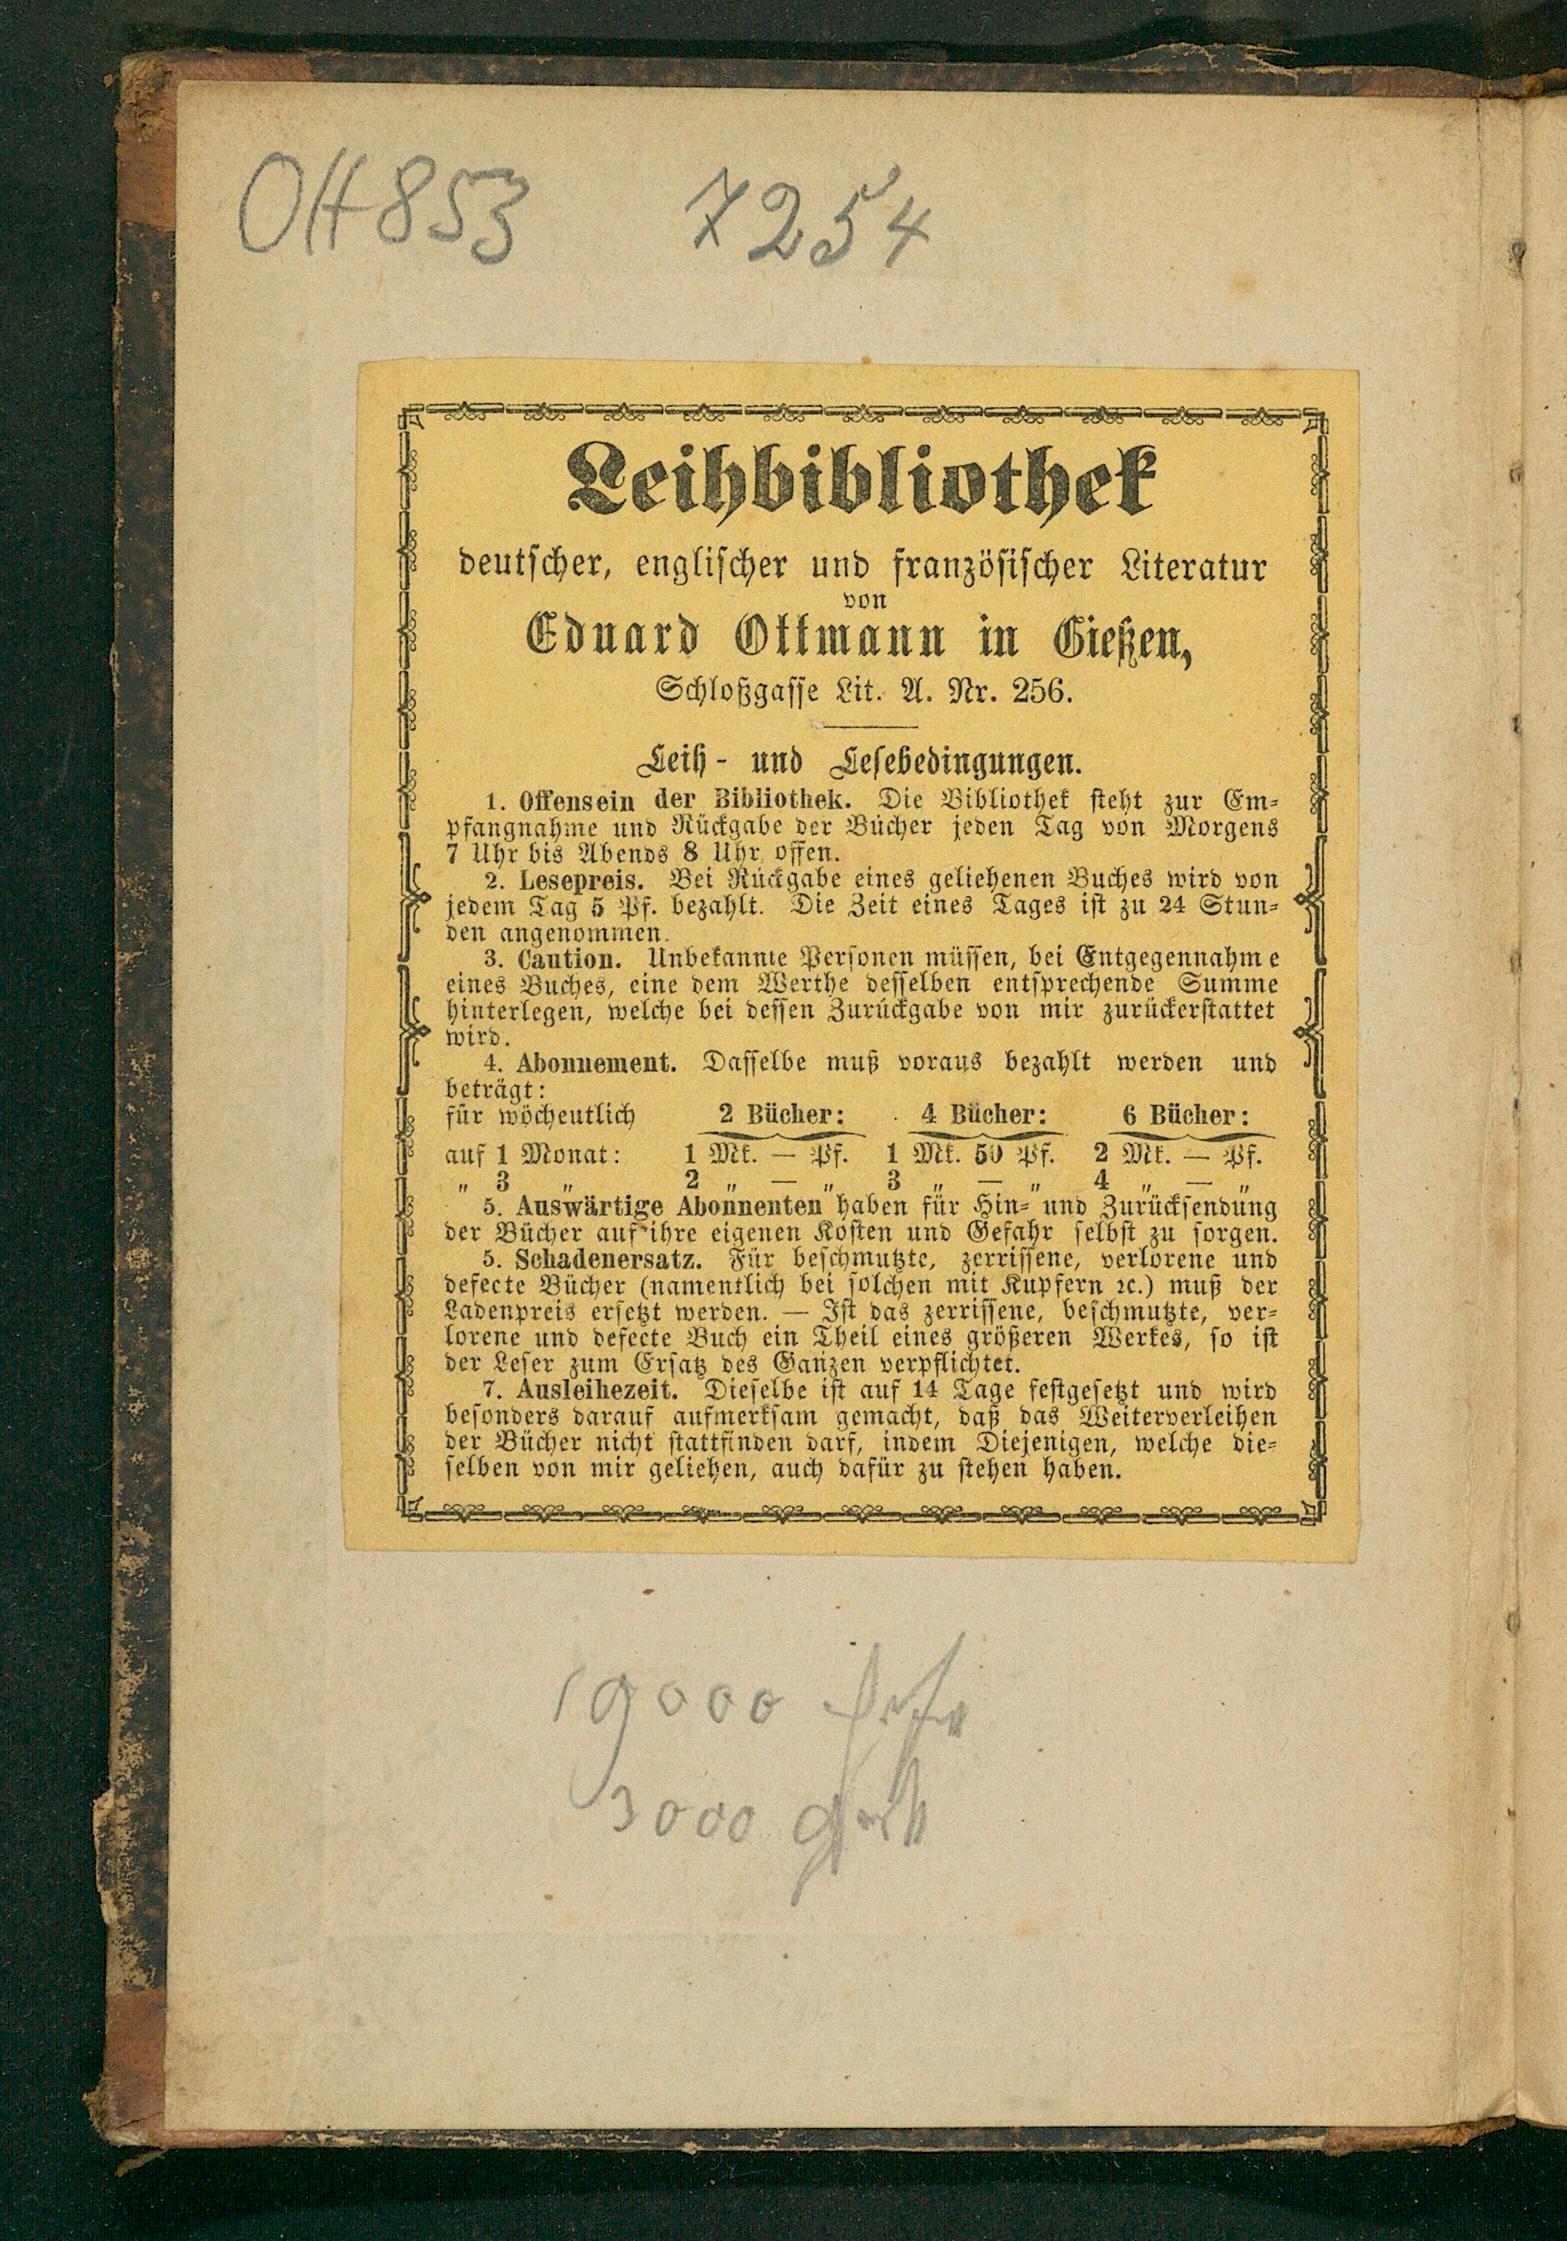 OH 853 7254
Leihbibliothek
deutscher, englischer und französischer Literatur
von
Eduard Ottmann in Gießen,
Schloßgasse Lit. A. Nr. 256.
Leih- und Lesebedingungen.
1. Offensein der Bibliothek. Die Bibliothek steht zur Em-
pfangnahme und Rückgabe der Bücher jeden Tag von Morgens
7 Uhr bis Abends 8 Uhr offen.
2. Lesepreis. Bei Rückgabe eines geliehenen Buches wird von
jedem Tag 5 Pf. bezahlt. Die Zeit eines Tages ist zu 24 Stun-
den angenommen.
3. Caution. Unbekannte Personen müssen, bei Entgegennahme
eines Buches, eine dem Werthe desselben entsprechende Summe
hinterlegen, welche bei dessen Zurückgabe von mir zurückerstattet
wird.
4. Abonnement. Dasselbe muß voraus bezahlt werden und
beträgt:
für wöchentlich 2 Bücher: 4 Bücher: 6 Bücher:
auf 1 Monat: 1 Mk. — Pf. 1 Mk. 50 Pf. 2 Mk. — Pf.
„ 3 „ 2 „ — „ 3 „ — „ 4 „ — „
5. Auswärtige Abonnenten haben für Hin- und Zurücksendung
der Bücher auf ihre eigenen Kosten und Gefahr selbst zu sorgen.
5. Schadenersatz. Für beschmutzte, zerrissene, verlorene und
defecte Bücher (namentlich bei solchen mit Kupfern ꝛc.) muß der
Ladenpreis ersetzt werden. — Ist das zerrissene, beschmutzte, ver-
lorene und defecte Buch ein Theil eines größeren Werkes, so ist
der Leser zum Ersatz des Ganzen verpflichtet.
7. Ausleihezeit. Dieselbe ist auf 14 Tage festgesetzt und wird
besonders darauf aufmerksam gemacht, daß das Weiterverleihen
der Bücher nicht stattfinden darf, indem Diejenigen, welche die-
selben von mir geliehen, auch dafür zu stehen haben.
19000
3000